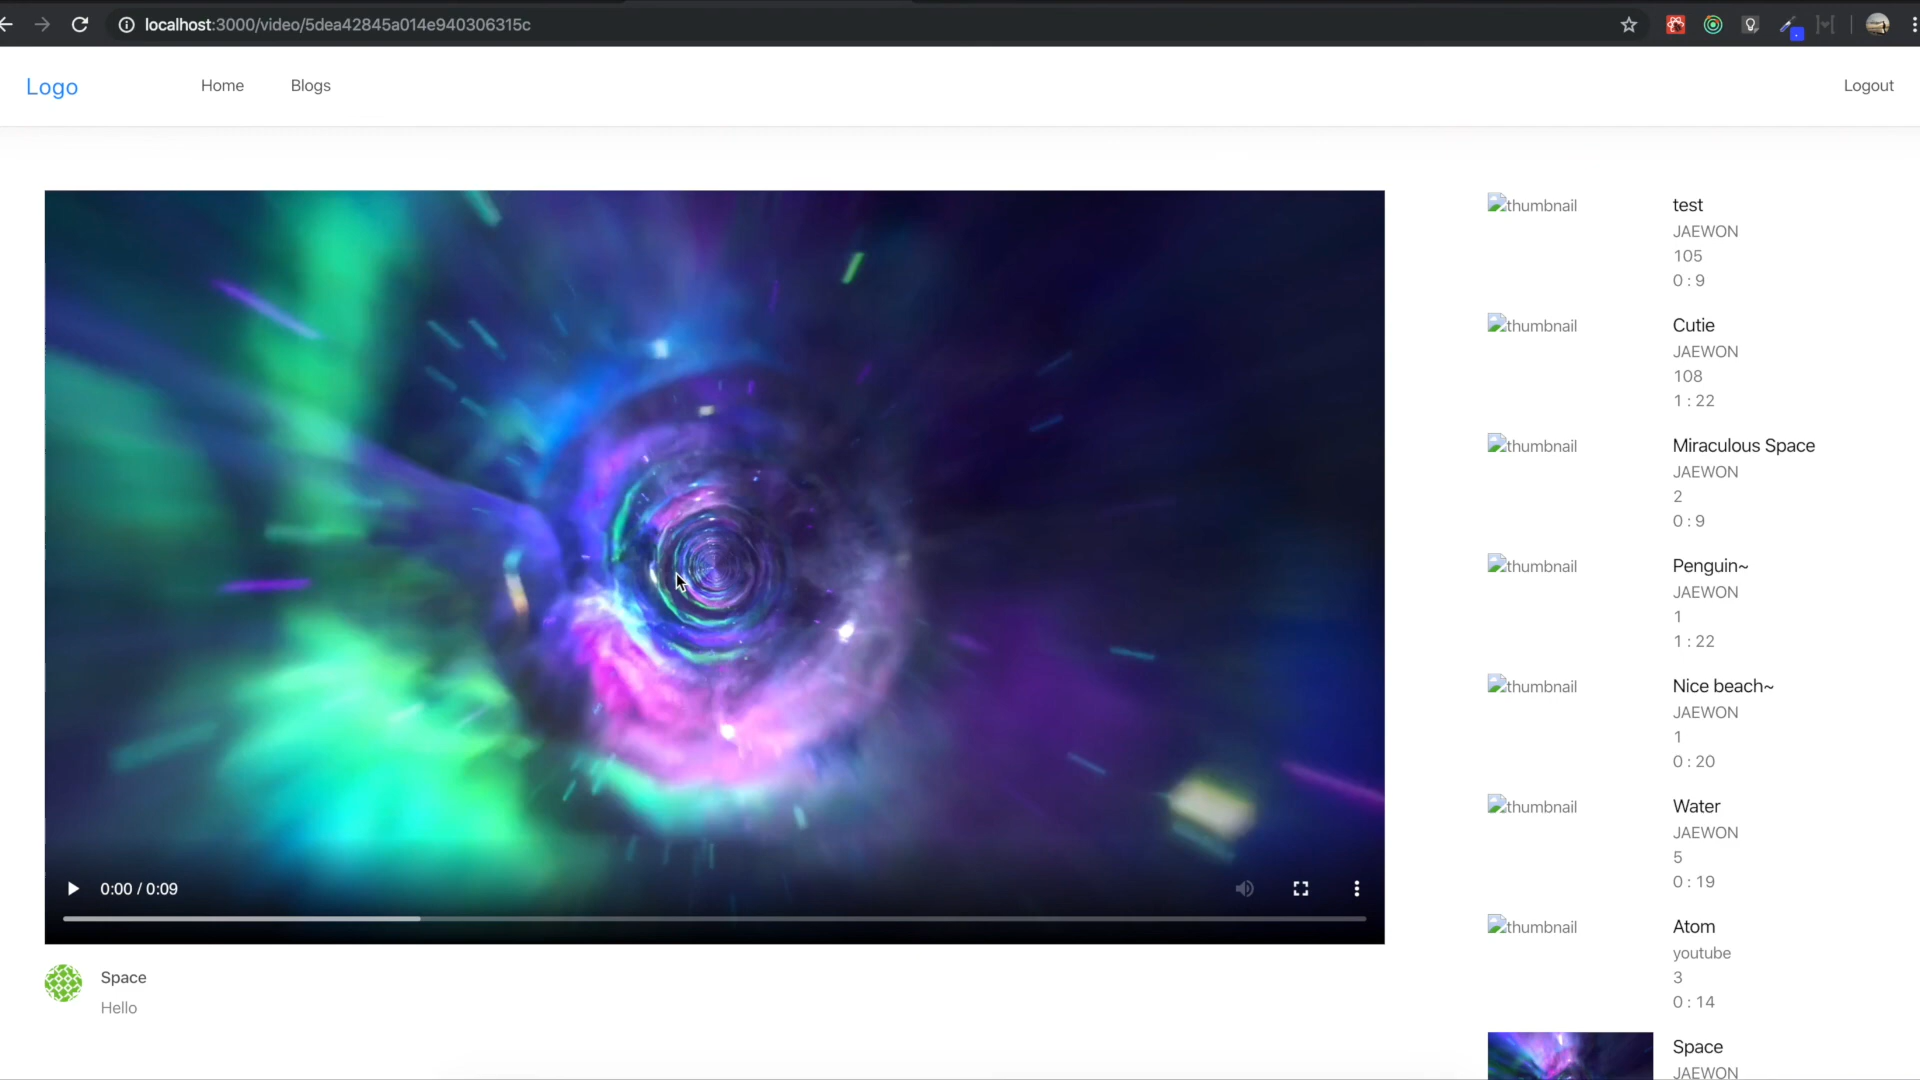 localhost:3000/video/5dea42845a014e940306315c
Logo
Home
Blogs
Logout
0:00 / 0:09
Space
Hello
thumbnail
test
JAEWON
105
0 : 9
thumbnail
Cutie
JAEWON
108
1 : 22
thumbnail
Miraculous Space
JAEWON
2
0 : 9
thumbnail
Penguin~
JAEWON
1
1 : 22
thumbnail
Nice beach~
JAEWON
1
0 : 20
thumbnail
Water
JAEWON
5
0 : 19
thumbnail
Atom
youtube
3
0 : 14
Space
JAEWON